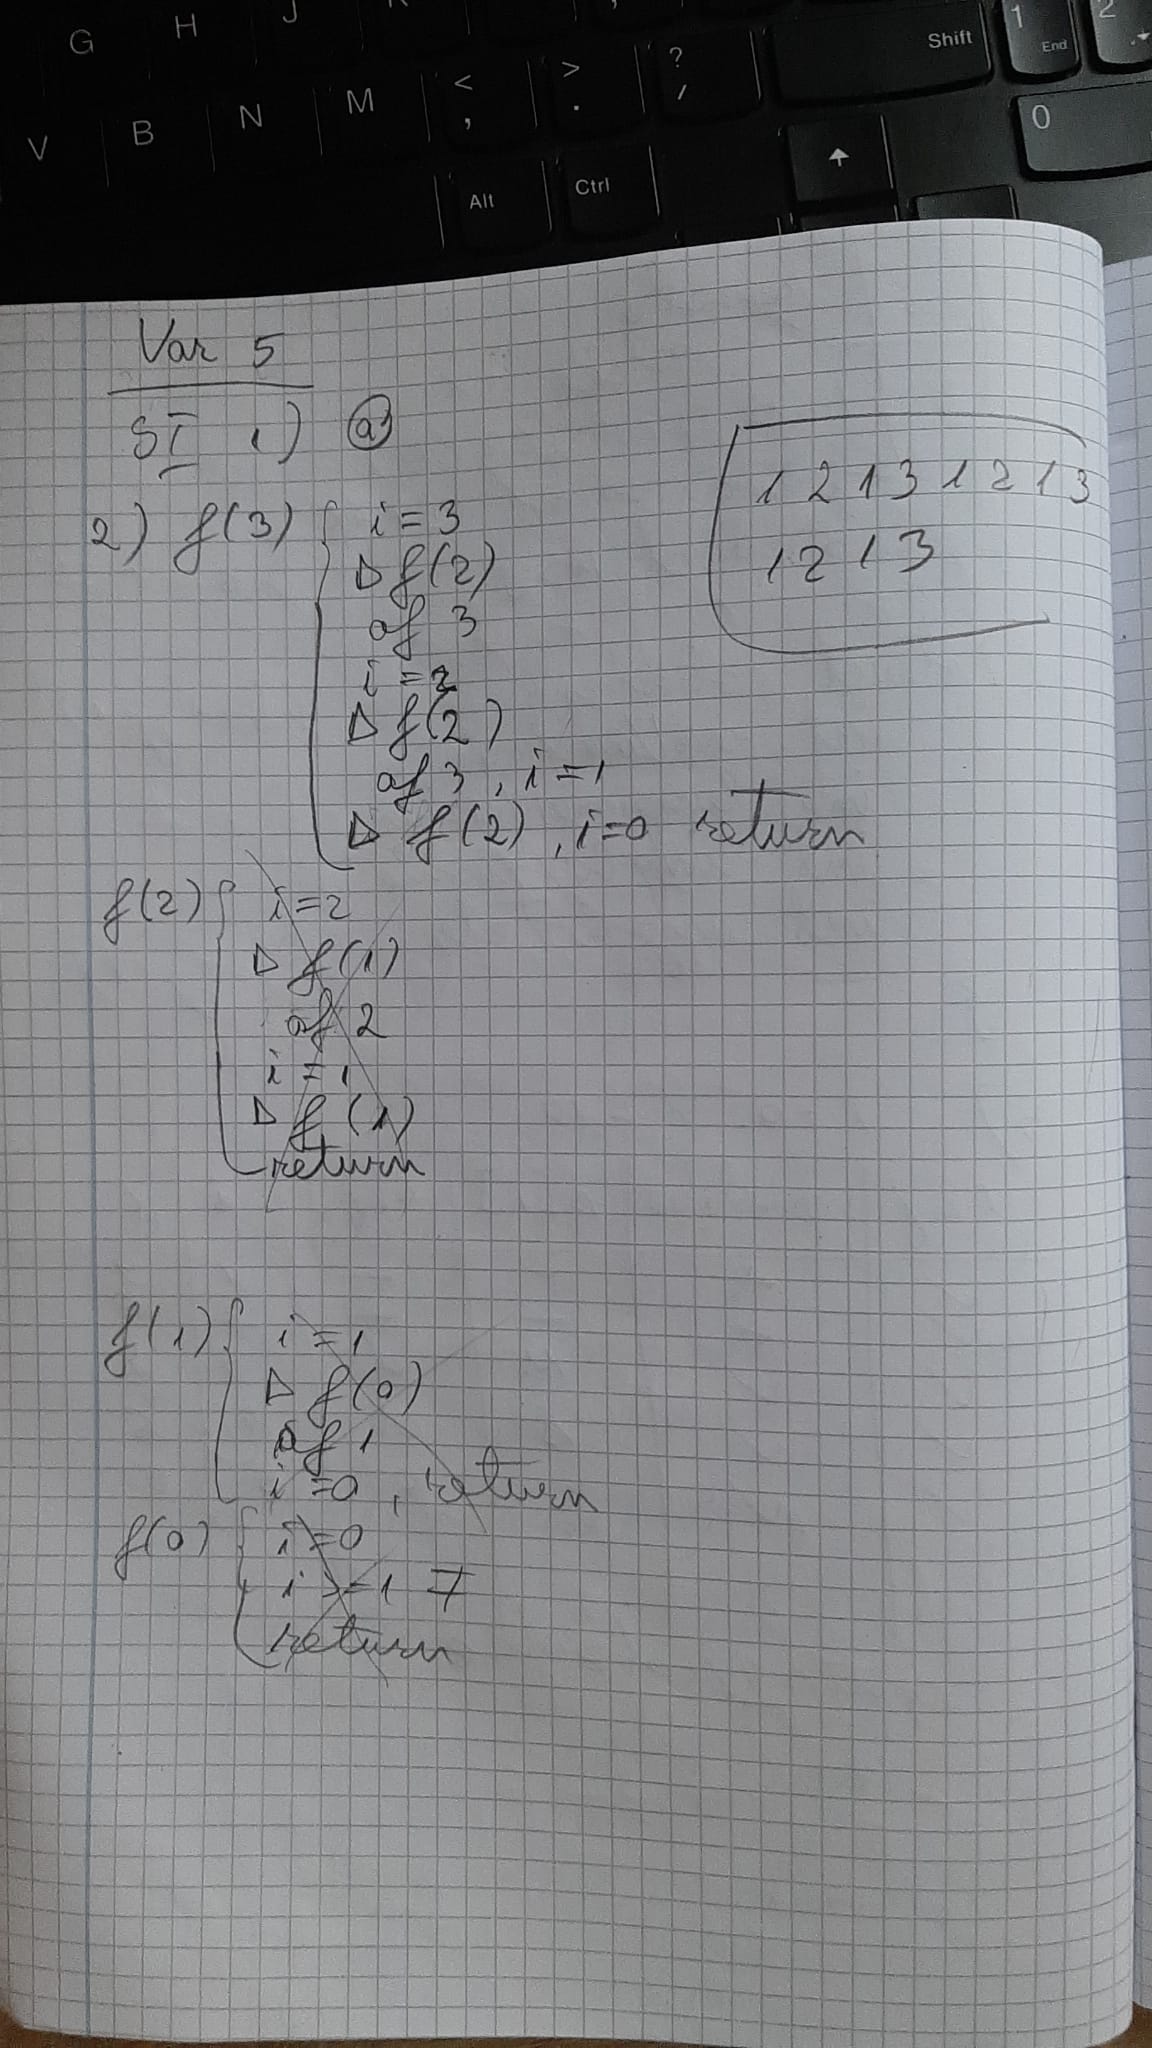 G H J
V B N M < , > . ? / Shift 1 End 2
Alt Ctrl 0
Var 5
SI 1) a
2) f(3) { i=3
▷ f(2)
af 3
i=2
▷ f(2)
af 3, i=1
▷ f(2), i=0 return
1 2 1 3 1 2 1 3
1 2 1 3
f(2) { i=2
▷ f(1)
af 2
i=1
▷ f(1)
return
f(1) { i=1
▷ f(0)
af 1
i=0, return
f(0) { i=0
i>=1 F
return